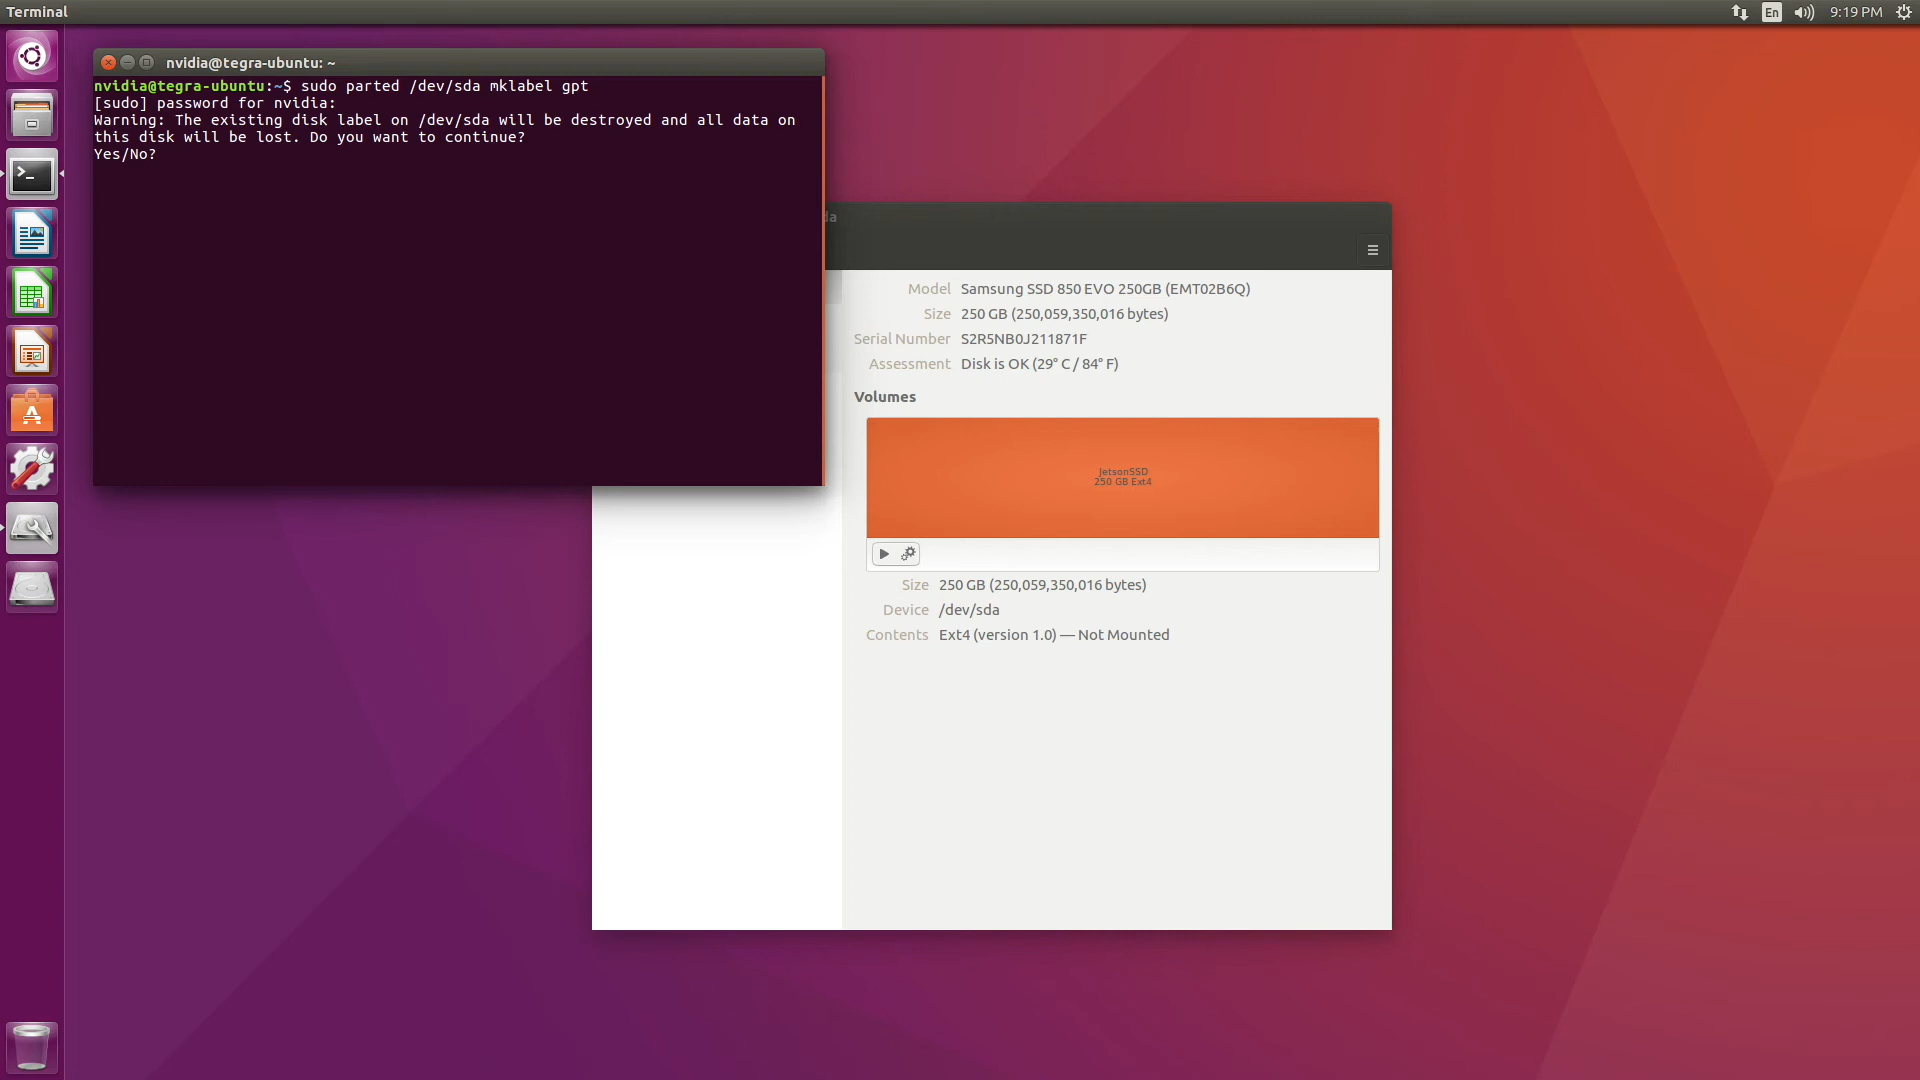 Terminal
En
9:19 PM
nvidia@tegra-ubuntu: ~
nvidia@tegra-ubuntu:~$ sudo parted /dev/sda mklabel gpt
[sudo] password for nvidia:
Warning: The existing disk label on /dev/sda will be destroyed and all data on
this disk will be lost. Do you want to continue?
Yes/No?
da
Model Samsung SSD 850 EVO 250GB (EMT02B6Q)
Size 250 GB (250,059,350,016 bytes)
Serial Number S2R5NB0J211871F
Assessment Disk is OK (29° C / 84° F)
Volumes
JetsonSSD
250 GB Ext4
Size 250 GB (250,059,350,016 bytes)
Device /dev/sda
Contents Ext4 (version 1.0) — Not Mounted